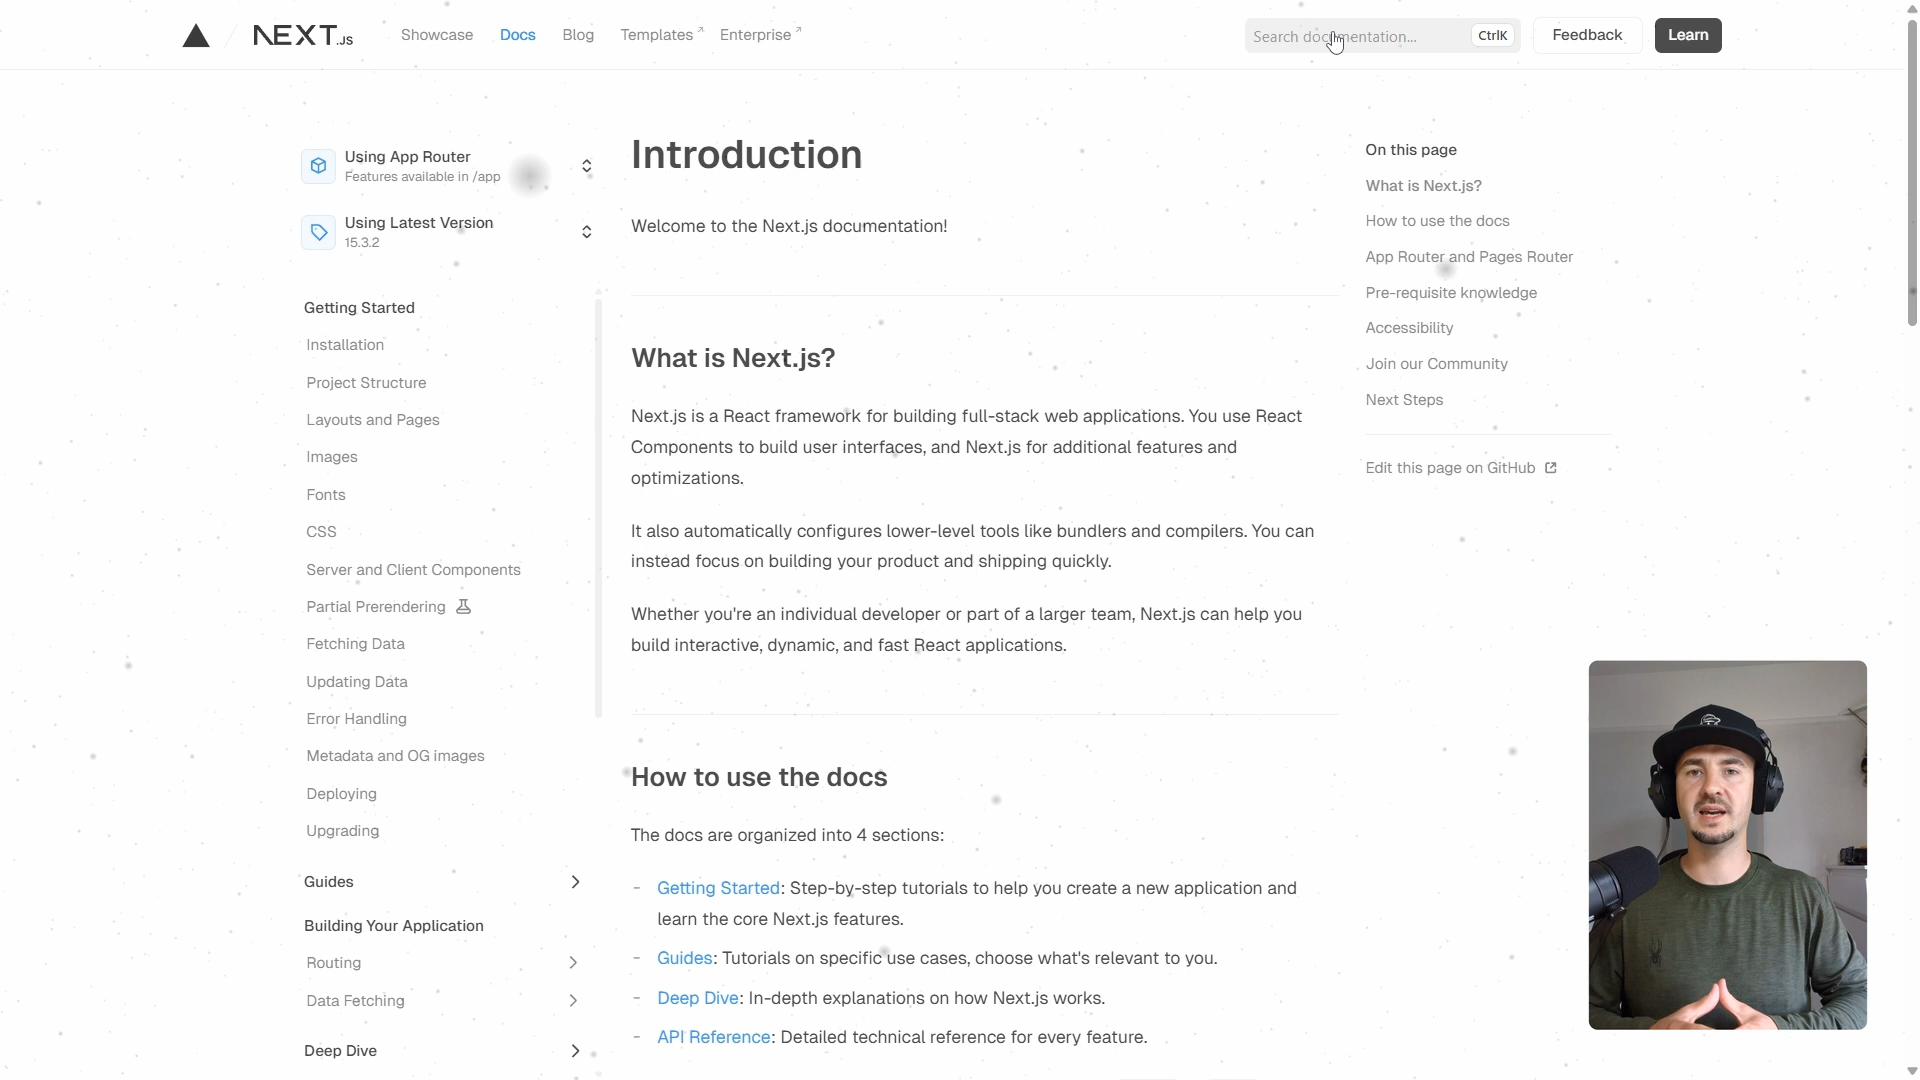 NEXT.JS
Showcase
Docs
Blog
Templates
Enterprise
Search documentation...
CtrlK
Feedback
Learn
Using App Router
Features available in /app
Using Latest Version
15.3.2
Getting Started
Installation
Project Structure
Layouts and Pages
Images
Fonts
CSS
Server and Client Components
Partial Prerendering
Fetching Data
Updating Data
Error Handling
Metadata and OG images
Deploying
Upgrading
Guides
Building Your Application
Routing
Data Fetching
Deep Dive
Introduction
Welcome to the Next.js documentation!
What is Next.js?
Next.js is a React framework for building full-stack web applications. You use React
Components to build user interfaces, and Next.js for additional features and
optimizations.
It also automatically configures lower-level tools like bundlers and compilers. You can
instead focus on building your product and shipping quickly.
Whether you're an individual developer or part of a larger team, Next.js can help you
build interactive, dynamic, and fast React applications.
How to use the docs
The docs are organized into 4 sections:
- Getting Started: Step-by-step tutorials to help you create a new application and
learn the core Next.js features.
- Guides: Tutorials on specific use cases, choose what's relevant to you.
- Deep Dive: In-depth explanations on how Next.js works.
- API Reference: Detailed technical reference for every feature.
On this page
What is Next.js?
How to use the docs
App Router and Pages Router
Pre-requisite knowledge
Accessibility
Join our Community
Next Steps
Edit this page on GitHub